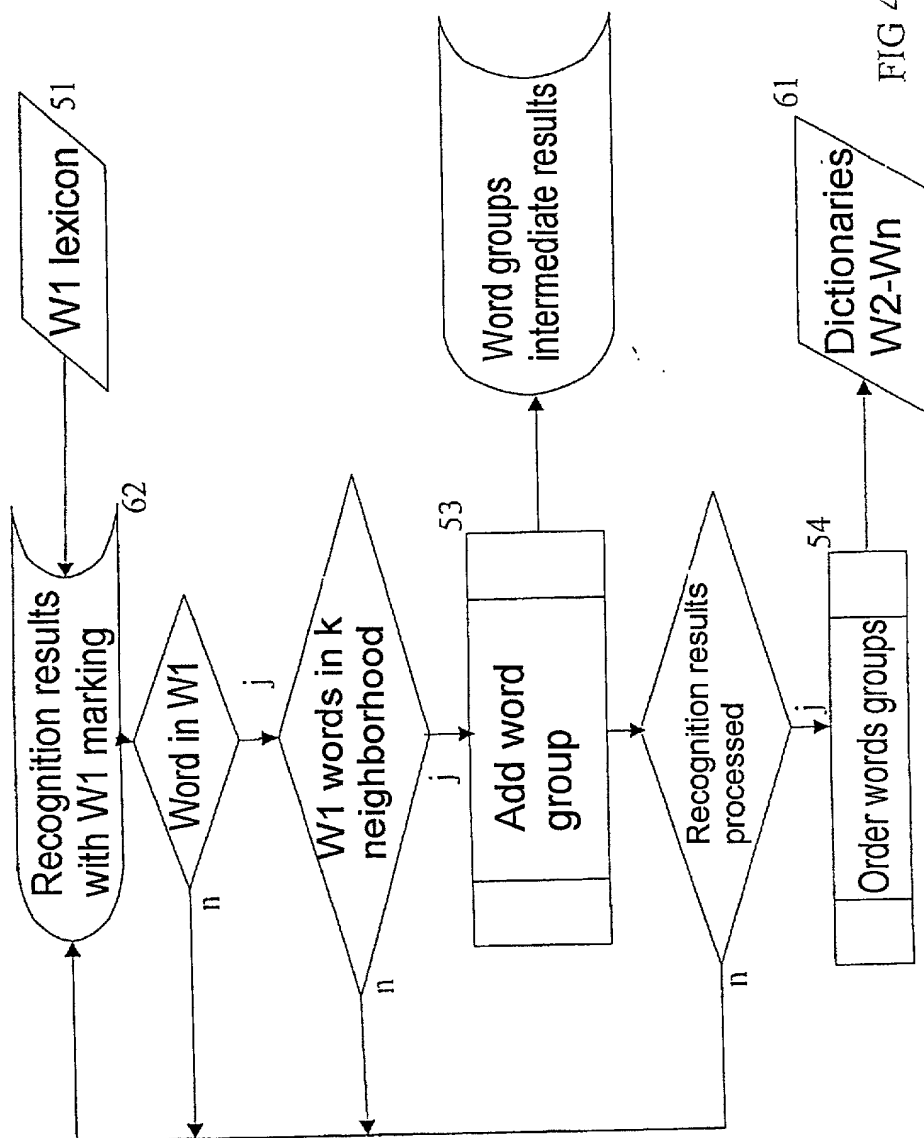 W1 lexicon
51
Recognition results
with W1 marking
62
Word in W1
n
j
W1 words in k
neighborhood
n
j
Add word
group
53
Word groups
intermediate results
Recognition results
processed
n
j
Order words groups
54
Dictionaries
W2-Wn
61
FIG 4